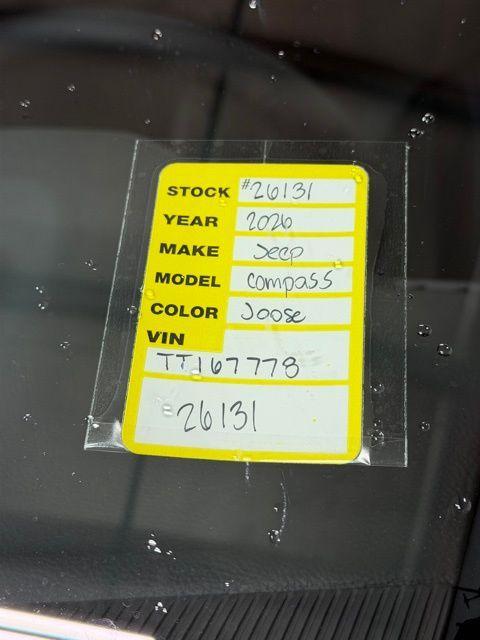 STOCK #26131
YEAR 2026
MAKE Jeep
MODEL compass
COLOR Joose
VIN
TT167778
26131